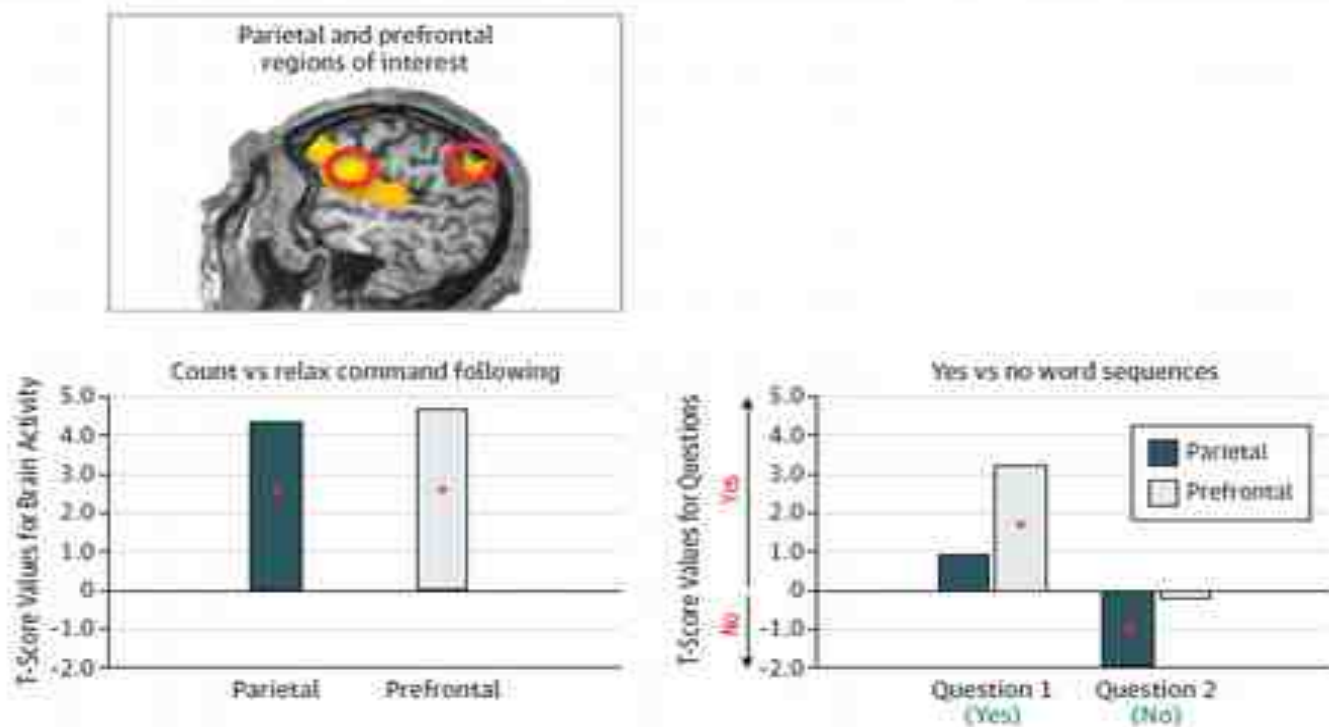 Parietal and prefrontal
regions of interest
Count vs relax command following
T-Score Values for Brain Activity
5.0
4.0
3.0
2.0
1.0
0
-1.0
-2.0
Parietal
Prefrontal
Yes vs no word sequences
T-Score Values for Questions
Yes
No
5.0
4.0
3.0
2.0
1.0
0
-1.0
-2.0
Parietal
Prefrontal
Question 1
(Yes)
Question 2
(No)